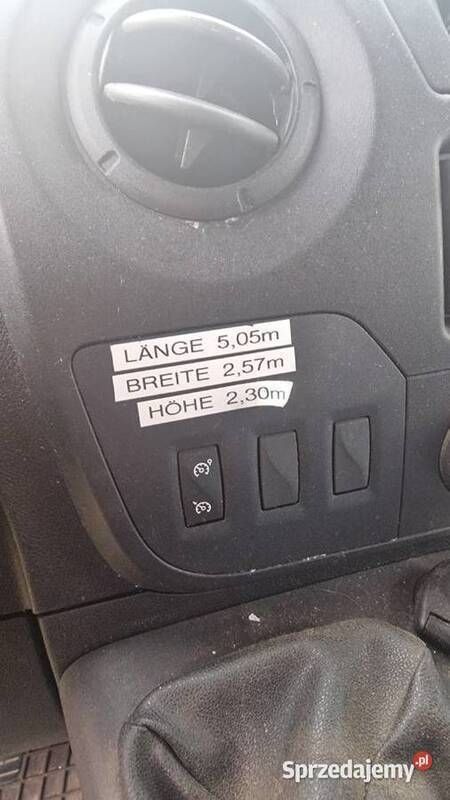 LÄNGE 5,05m
BREITE 2,57m
HÖHE 2,30m
Sprzedajemy.pl